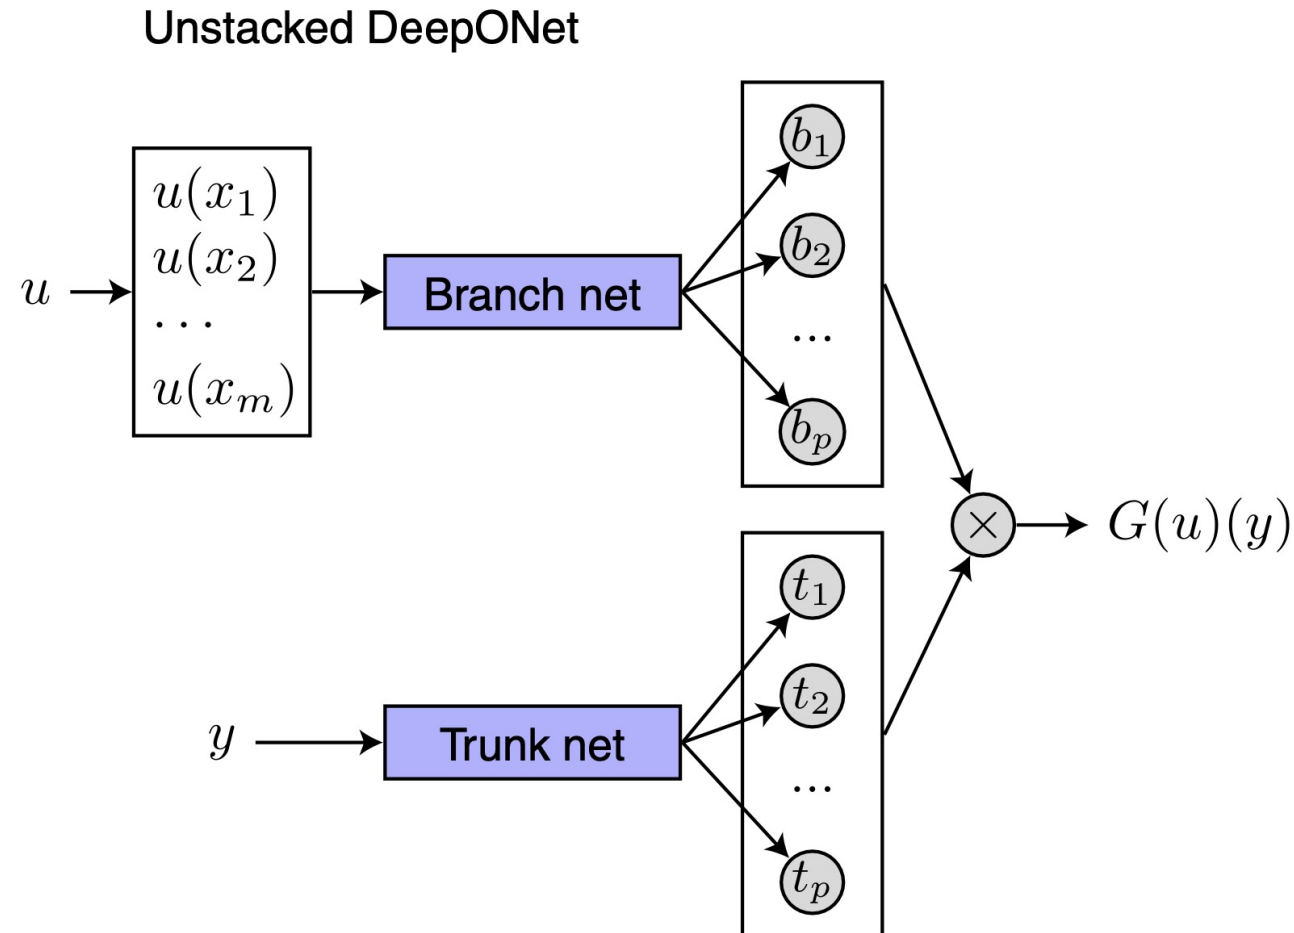 Unstacked DeepONet
u
u(x₁)
u(x₂)
...
u(xₘ)
Branch net
b₁
b₂
...
bₚ
×
G(u)(y)
y
Trunk net
t₁
t₂
...
tₚ